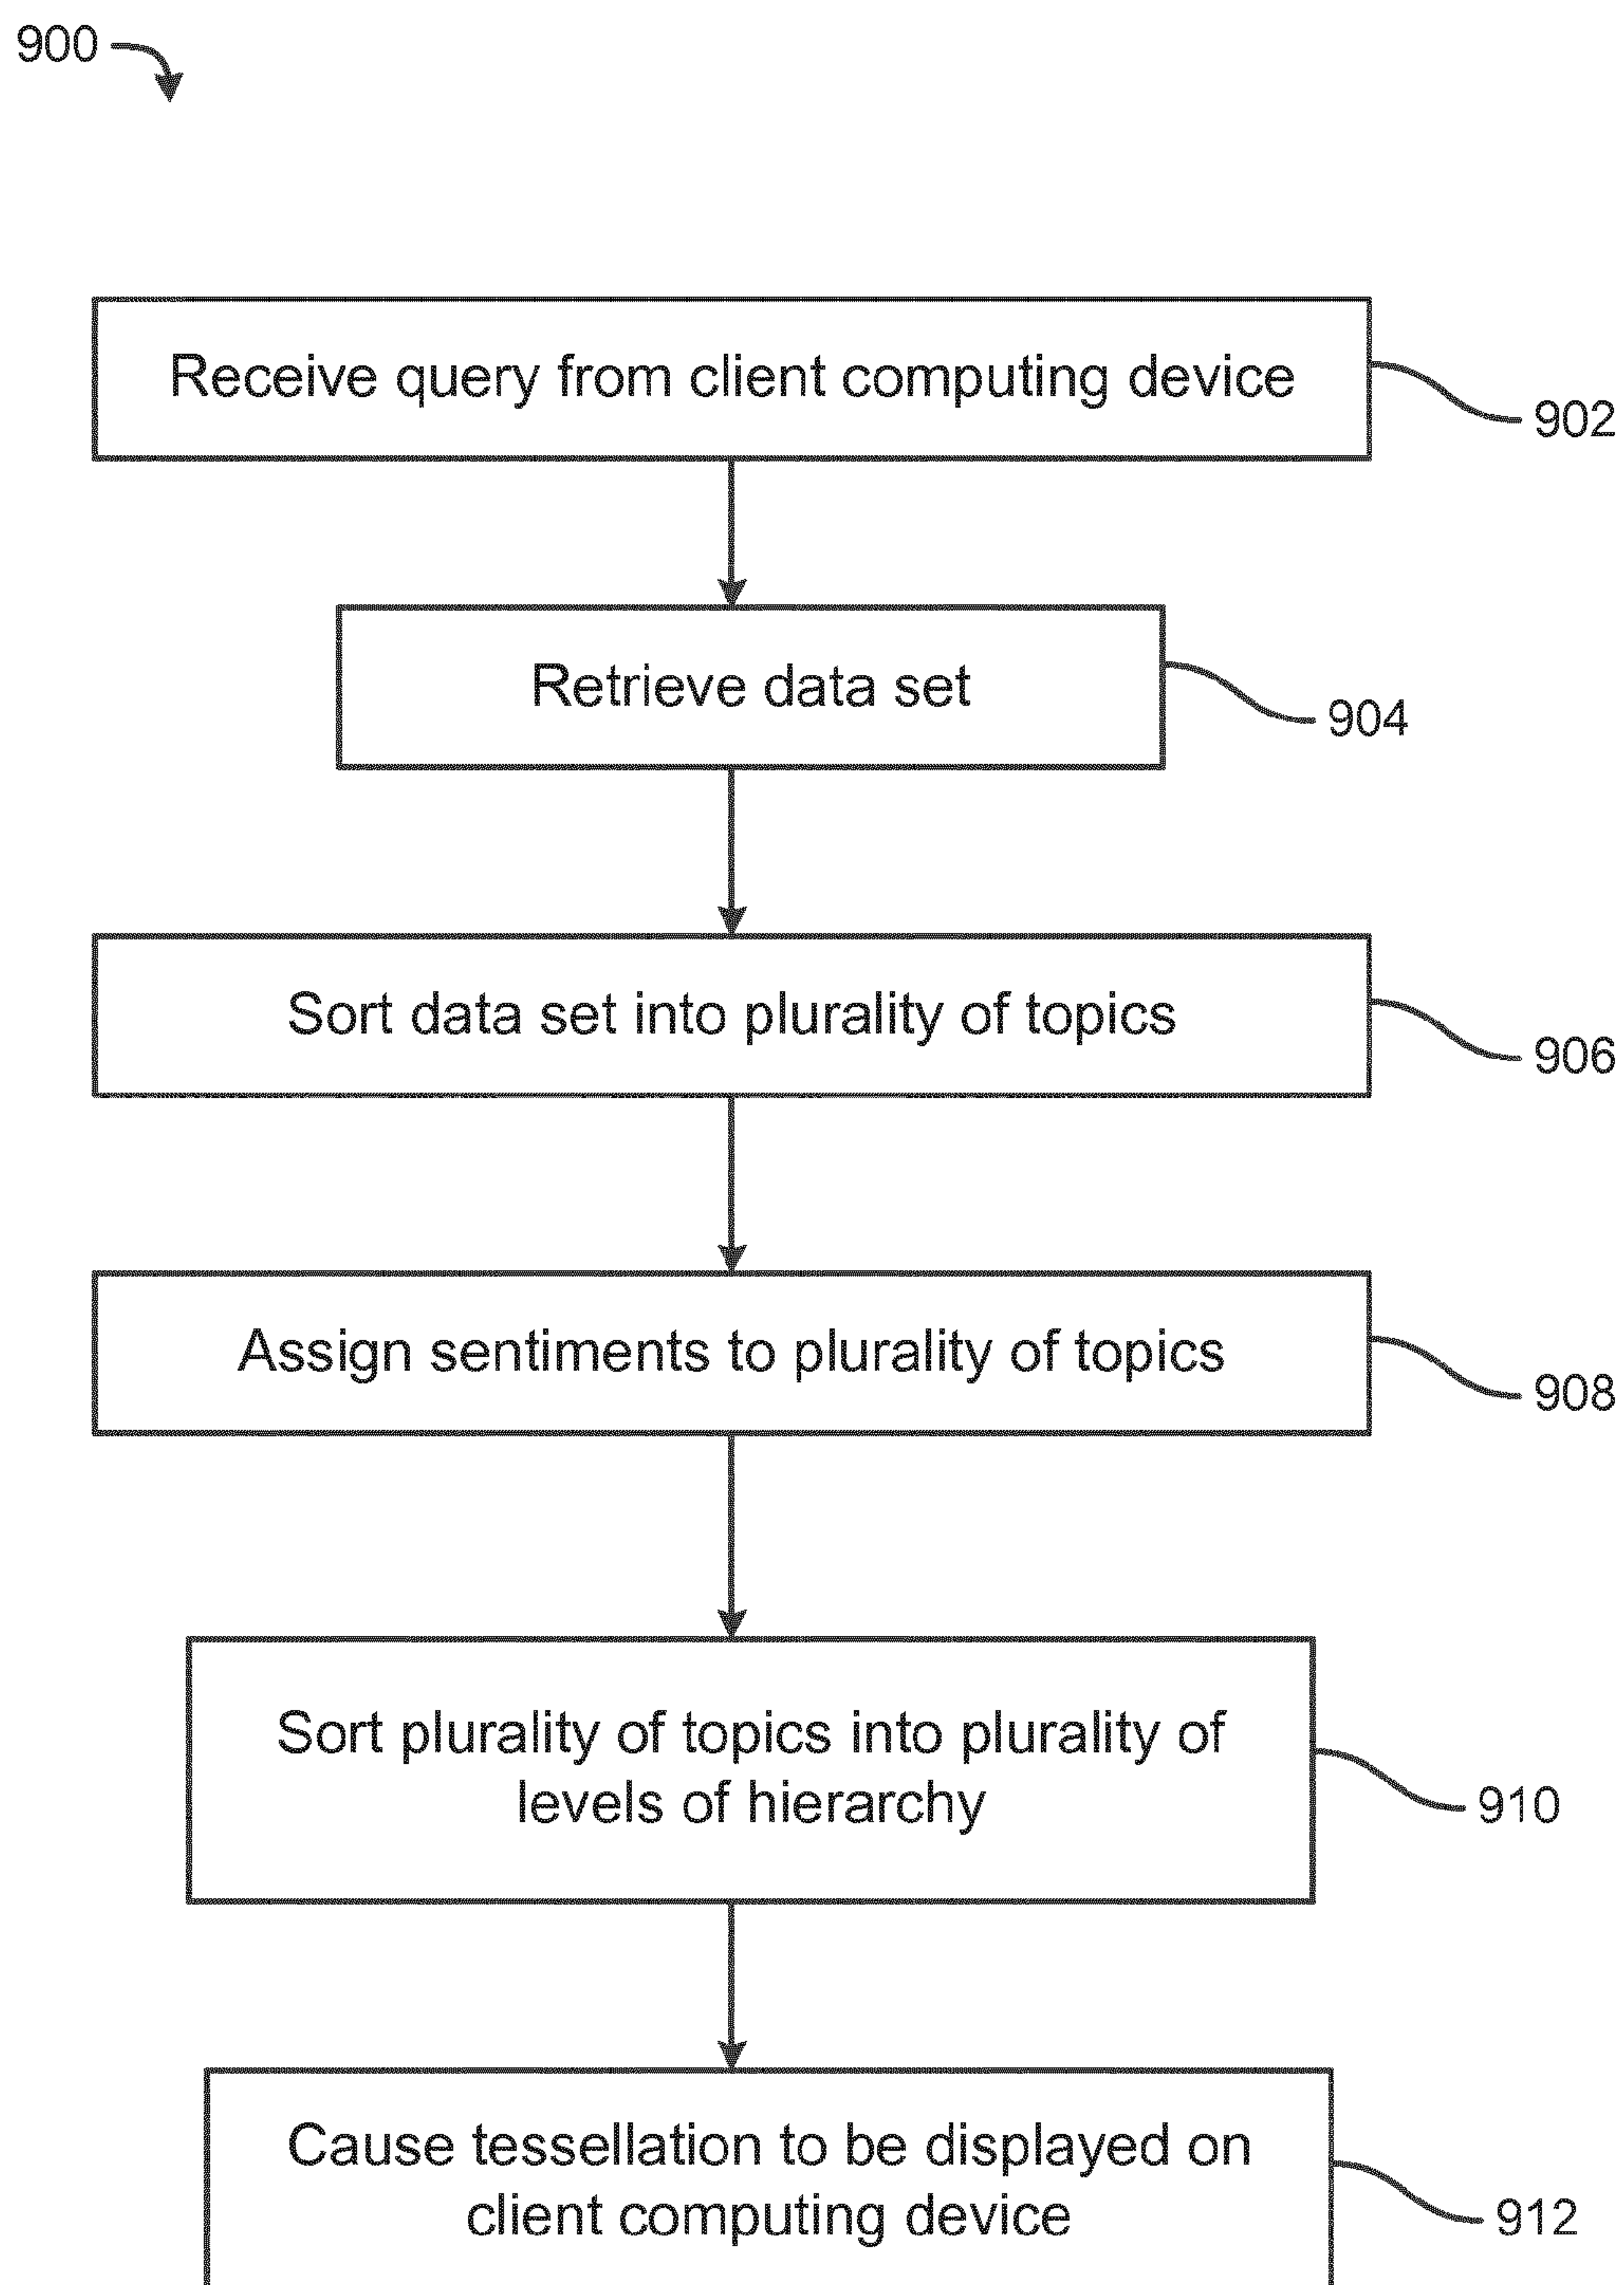 900
Receive query from client computing device
902
Retrieve data set
904
Sort data set into plurality of topics
906
Assign sentiments to plurality of topics
908
Sort plurality of topics into plurality of
levels of hierarchy
910
Cause tessellation to be displayed on
client computing device
912